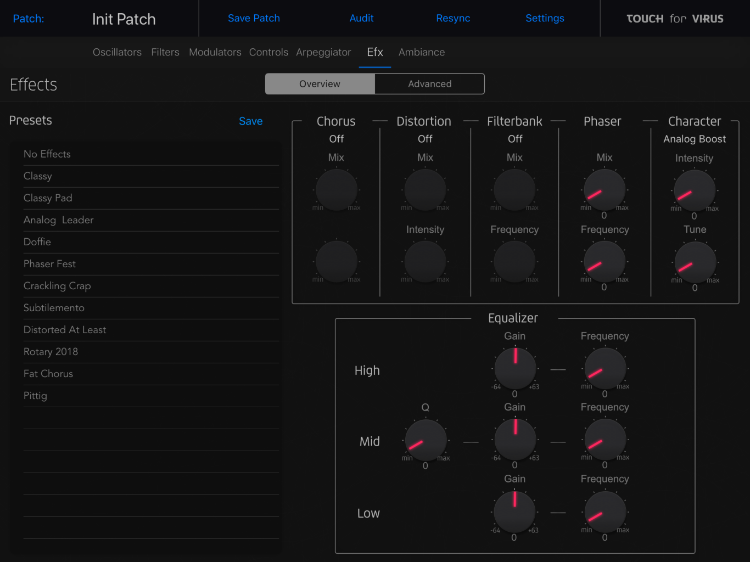 Patch: Init Patch Save Patch Audit Resync Settings TOUCH for VIRUS
Oscillators Filters Modulators Controls Arpeggiator Efx Ambiance
Effects Overview Advanced
Presets Save
No Effects
Classy
Classy Pad
Analog Leader
Doffie
Phaser Fest
Crackling Crap
Subtilemento
Distorted At Least
Rotary 2018
Fat Chorus
Pittig
Chorus Distortion Filterbank Phaser Character
Off Off Off Analog Boost
Mix Mix Mix Mix Intensity
min max min max min max min max min max
0 0
Intensity Frequency Frequency Tune
min max min max min max min max min max
0 0
Equalizer
Gain Frequency
High
-64 +63 min max
0 0
Q Gain Frequency
Mid
min max -64 +63 min max
0 0 0
Gain Frequency
Low
-64 +63 min max
0 0